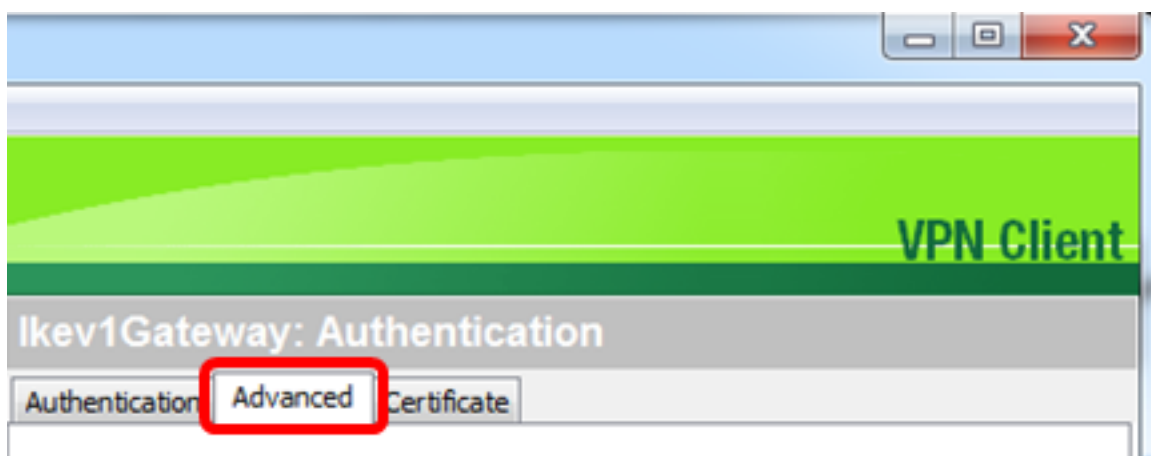 VPN Client
Ikev1Gateway: Authentication
Authentication Advanced Certificate